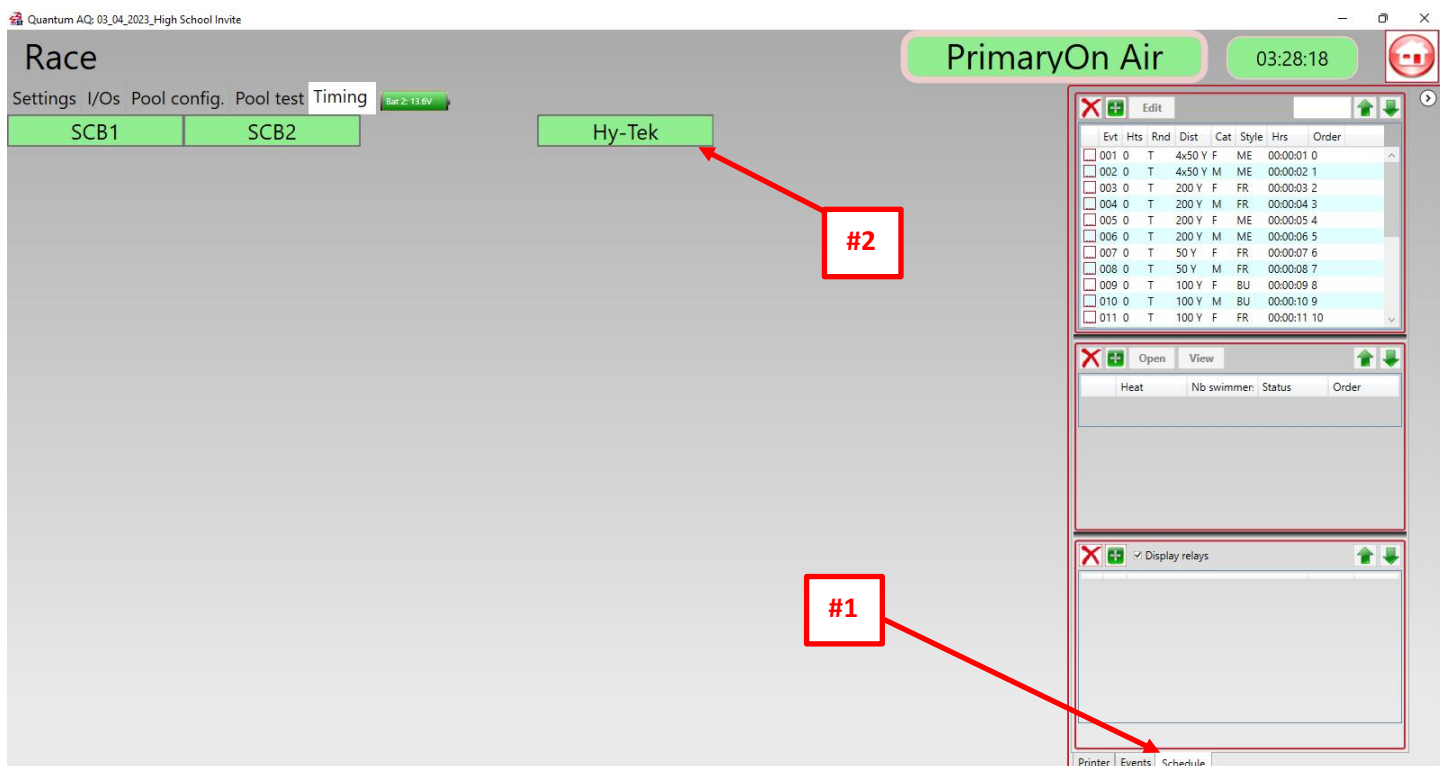 Quantum AQ: 03_04_2023_High School Invite
Race
PrimaryOn Air
03:28:18
Settings I/Os Pool config. Pool test Timing Bat 2: 13.6V
SCB1 SCB2 Hy-Tek
Edit
Evt Hts Rnd Dist Cat Style Hrs Order
001 0 T 4x50 Y F ME 00:00:01 0
002 0 T 4x50 Y M ME 00:00:02 1
003 0 T 200 Y F FR 00:00:03 2
004 0 T 200 Y M FR 00:00:04 3
005 0 T 200 Y F ME 00:00:05 4
006 0 T 200 Y M ME 00:00:06 5
007 0 T 50 Y F FR 00:00:07 6
008 0 T 50 Y M FR 00:00:08 7
009 0 T 100 Y F BU 00:00:09 8
010 0 T 100 Y M BU 00:00:10 9
011 0 T 100 Y F FR 00:00:11 10
#2
Open View
Heat Nb swimmer: Status Order
Display relays
#1
Printer Events Schedule